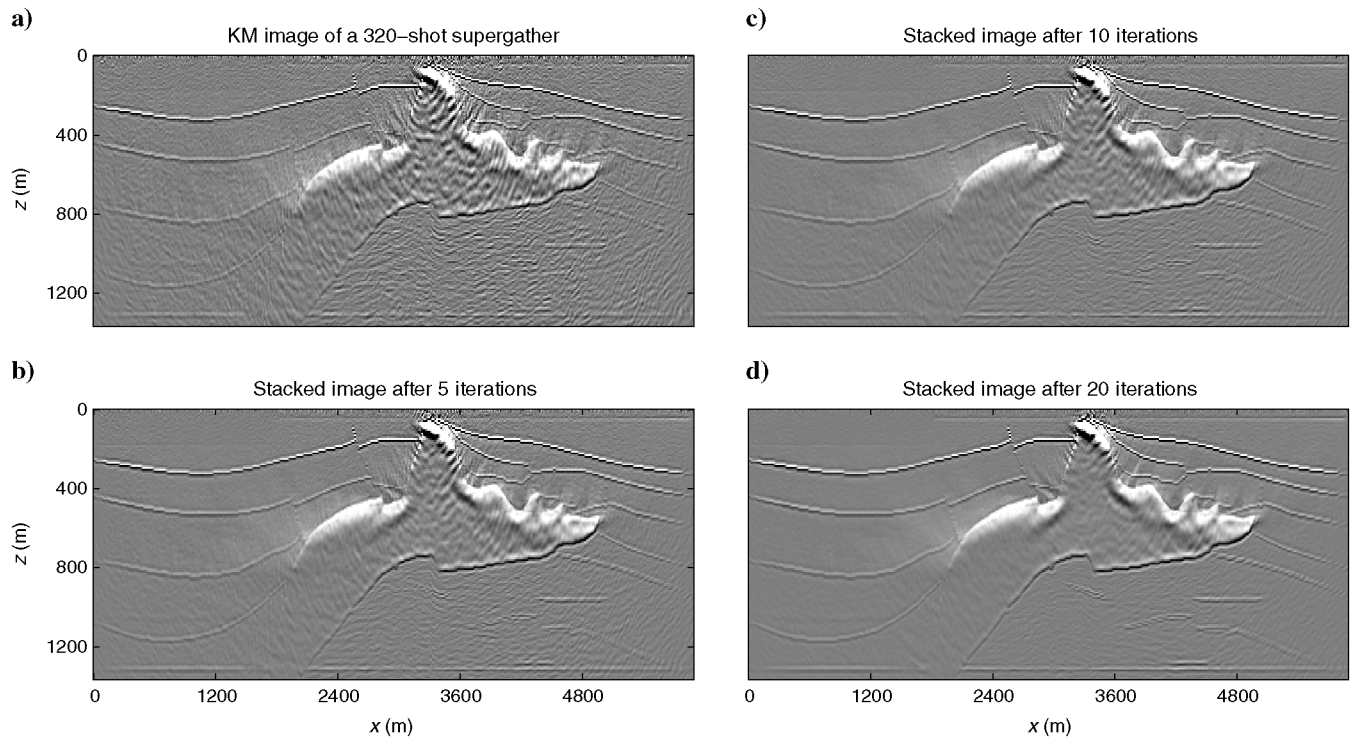 a)
KM image of a 320–shot supergather
0
400
800
1200
z (m)
c)
Stacked image after 10 iterations
b)
Stacked image after 5 iterations
0
400
800
1200
z (m)
0 1200 2400 3600 4800
x (m)
d)
Stacked image after 20 iterations
0 1200 2400 3600 4800
x (m)